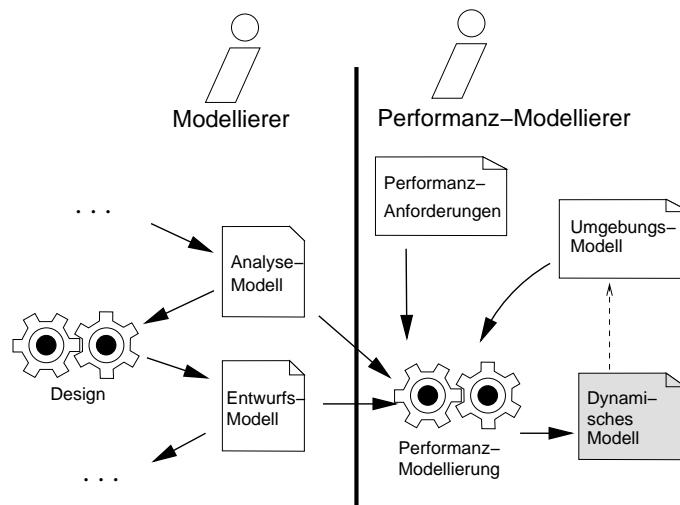 Modellierer
Performanz–Modellierer
Performanz–
Anforderungen
Umgebungs–
Modell
. . .
Analyse–
Modell
Design
Entwurfs–
Modell
Performanz–
Modellierung
Dynami–
sches
Modell
. . .